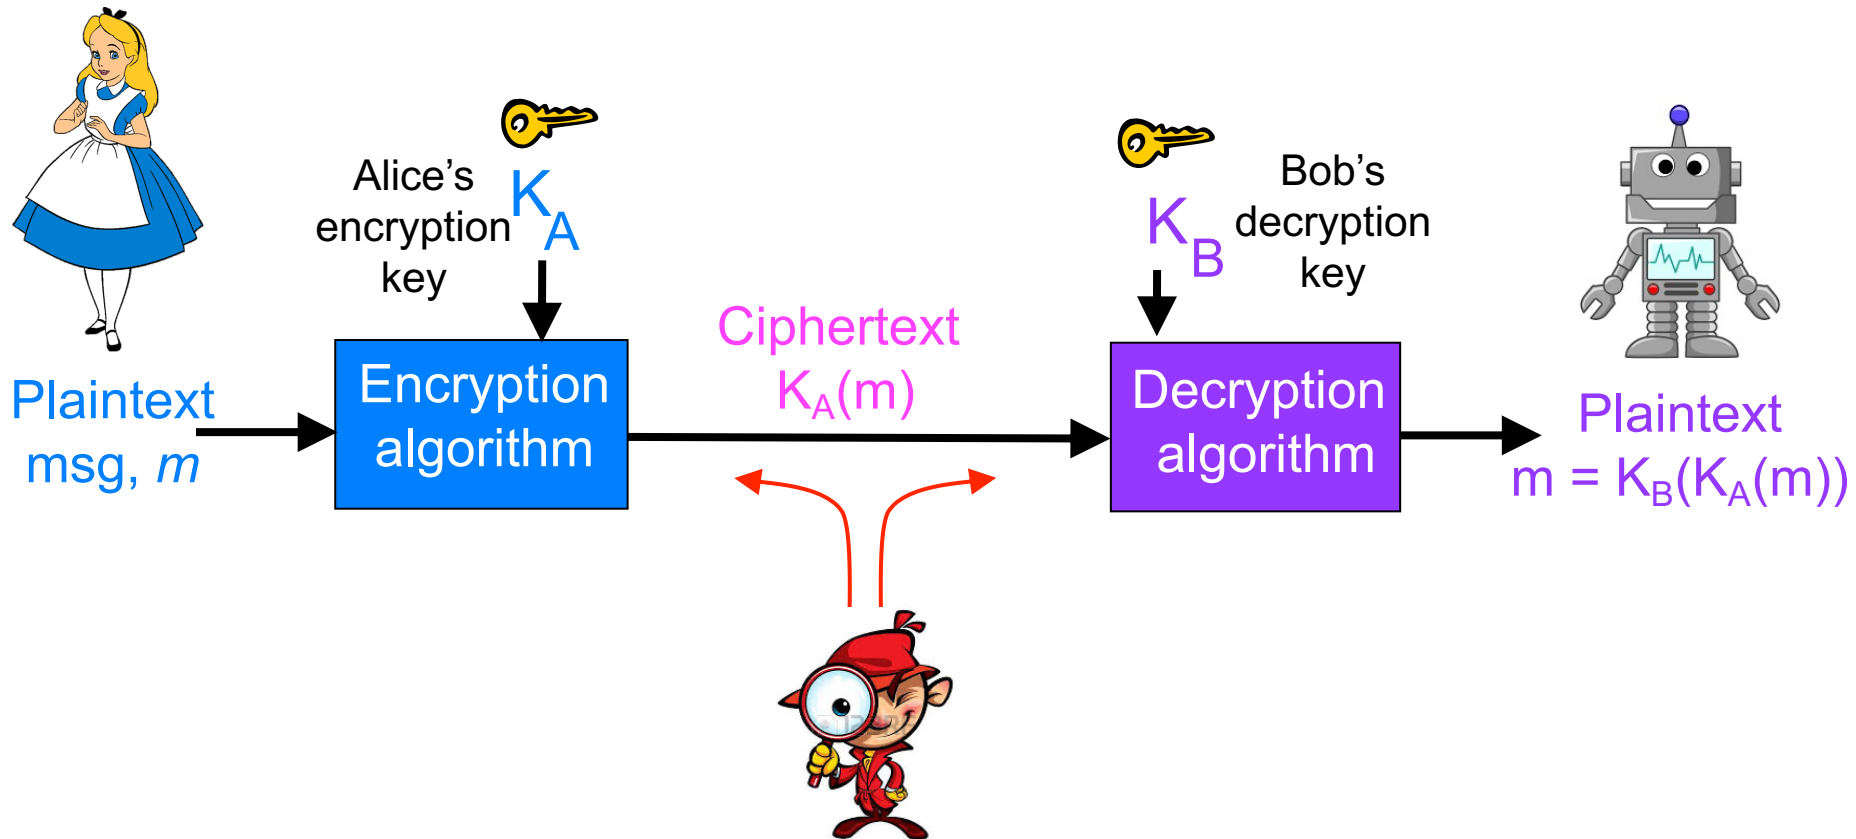 Alice’s
encryption
key
K_A
K_B
Bob’s
decryption
key
Ciphertext
K_A(m)
Plaintext
msg, m
Encryption
algorithm
Decryption
algorithm
Plaintext
m = K_B(K_A(m))